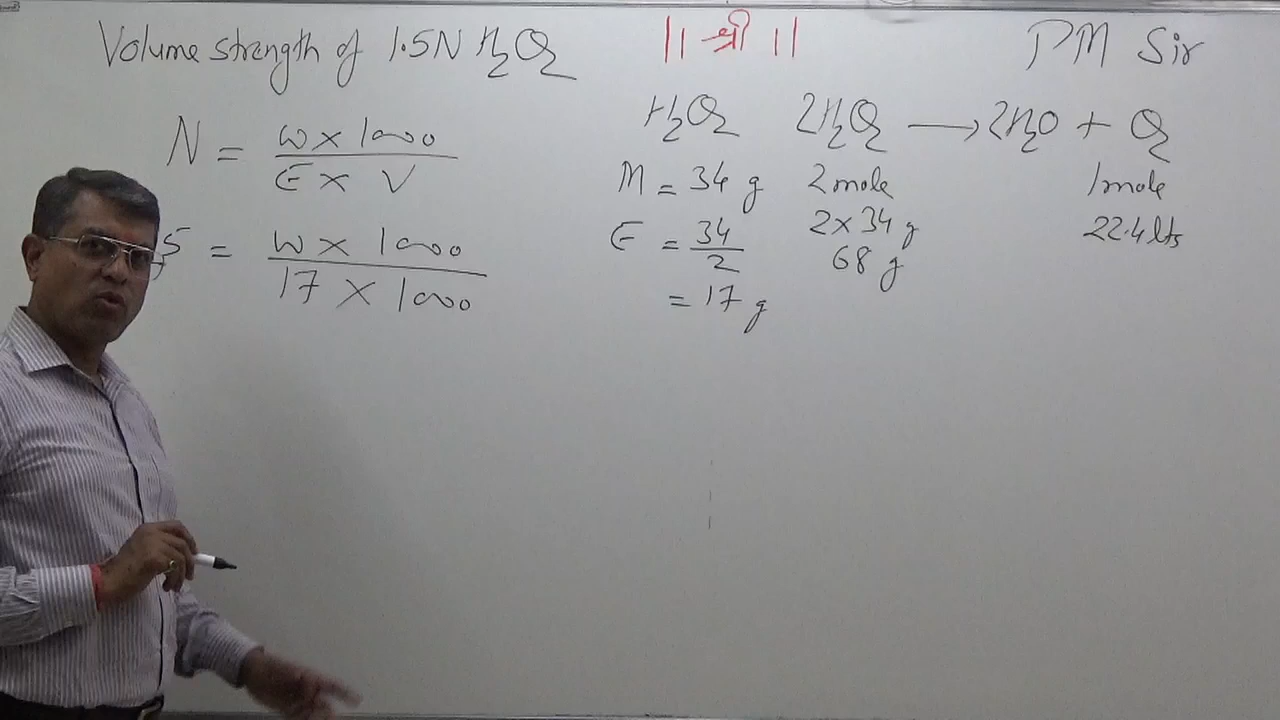 Volume strength of 1.5N H₂O₂
|| श्री ||
PM Sir
N = W × 1000
E × V
5 = W × 1000
17 × 1000
H₂O₂
M = 34 g
E = 34
2
= 17 g
2H₂O₂ ⟶ 2H₂O + O₂
2 mole 1 mole
2×34 g 22.4 lts
68 g